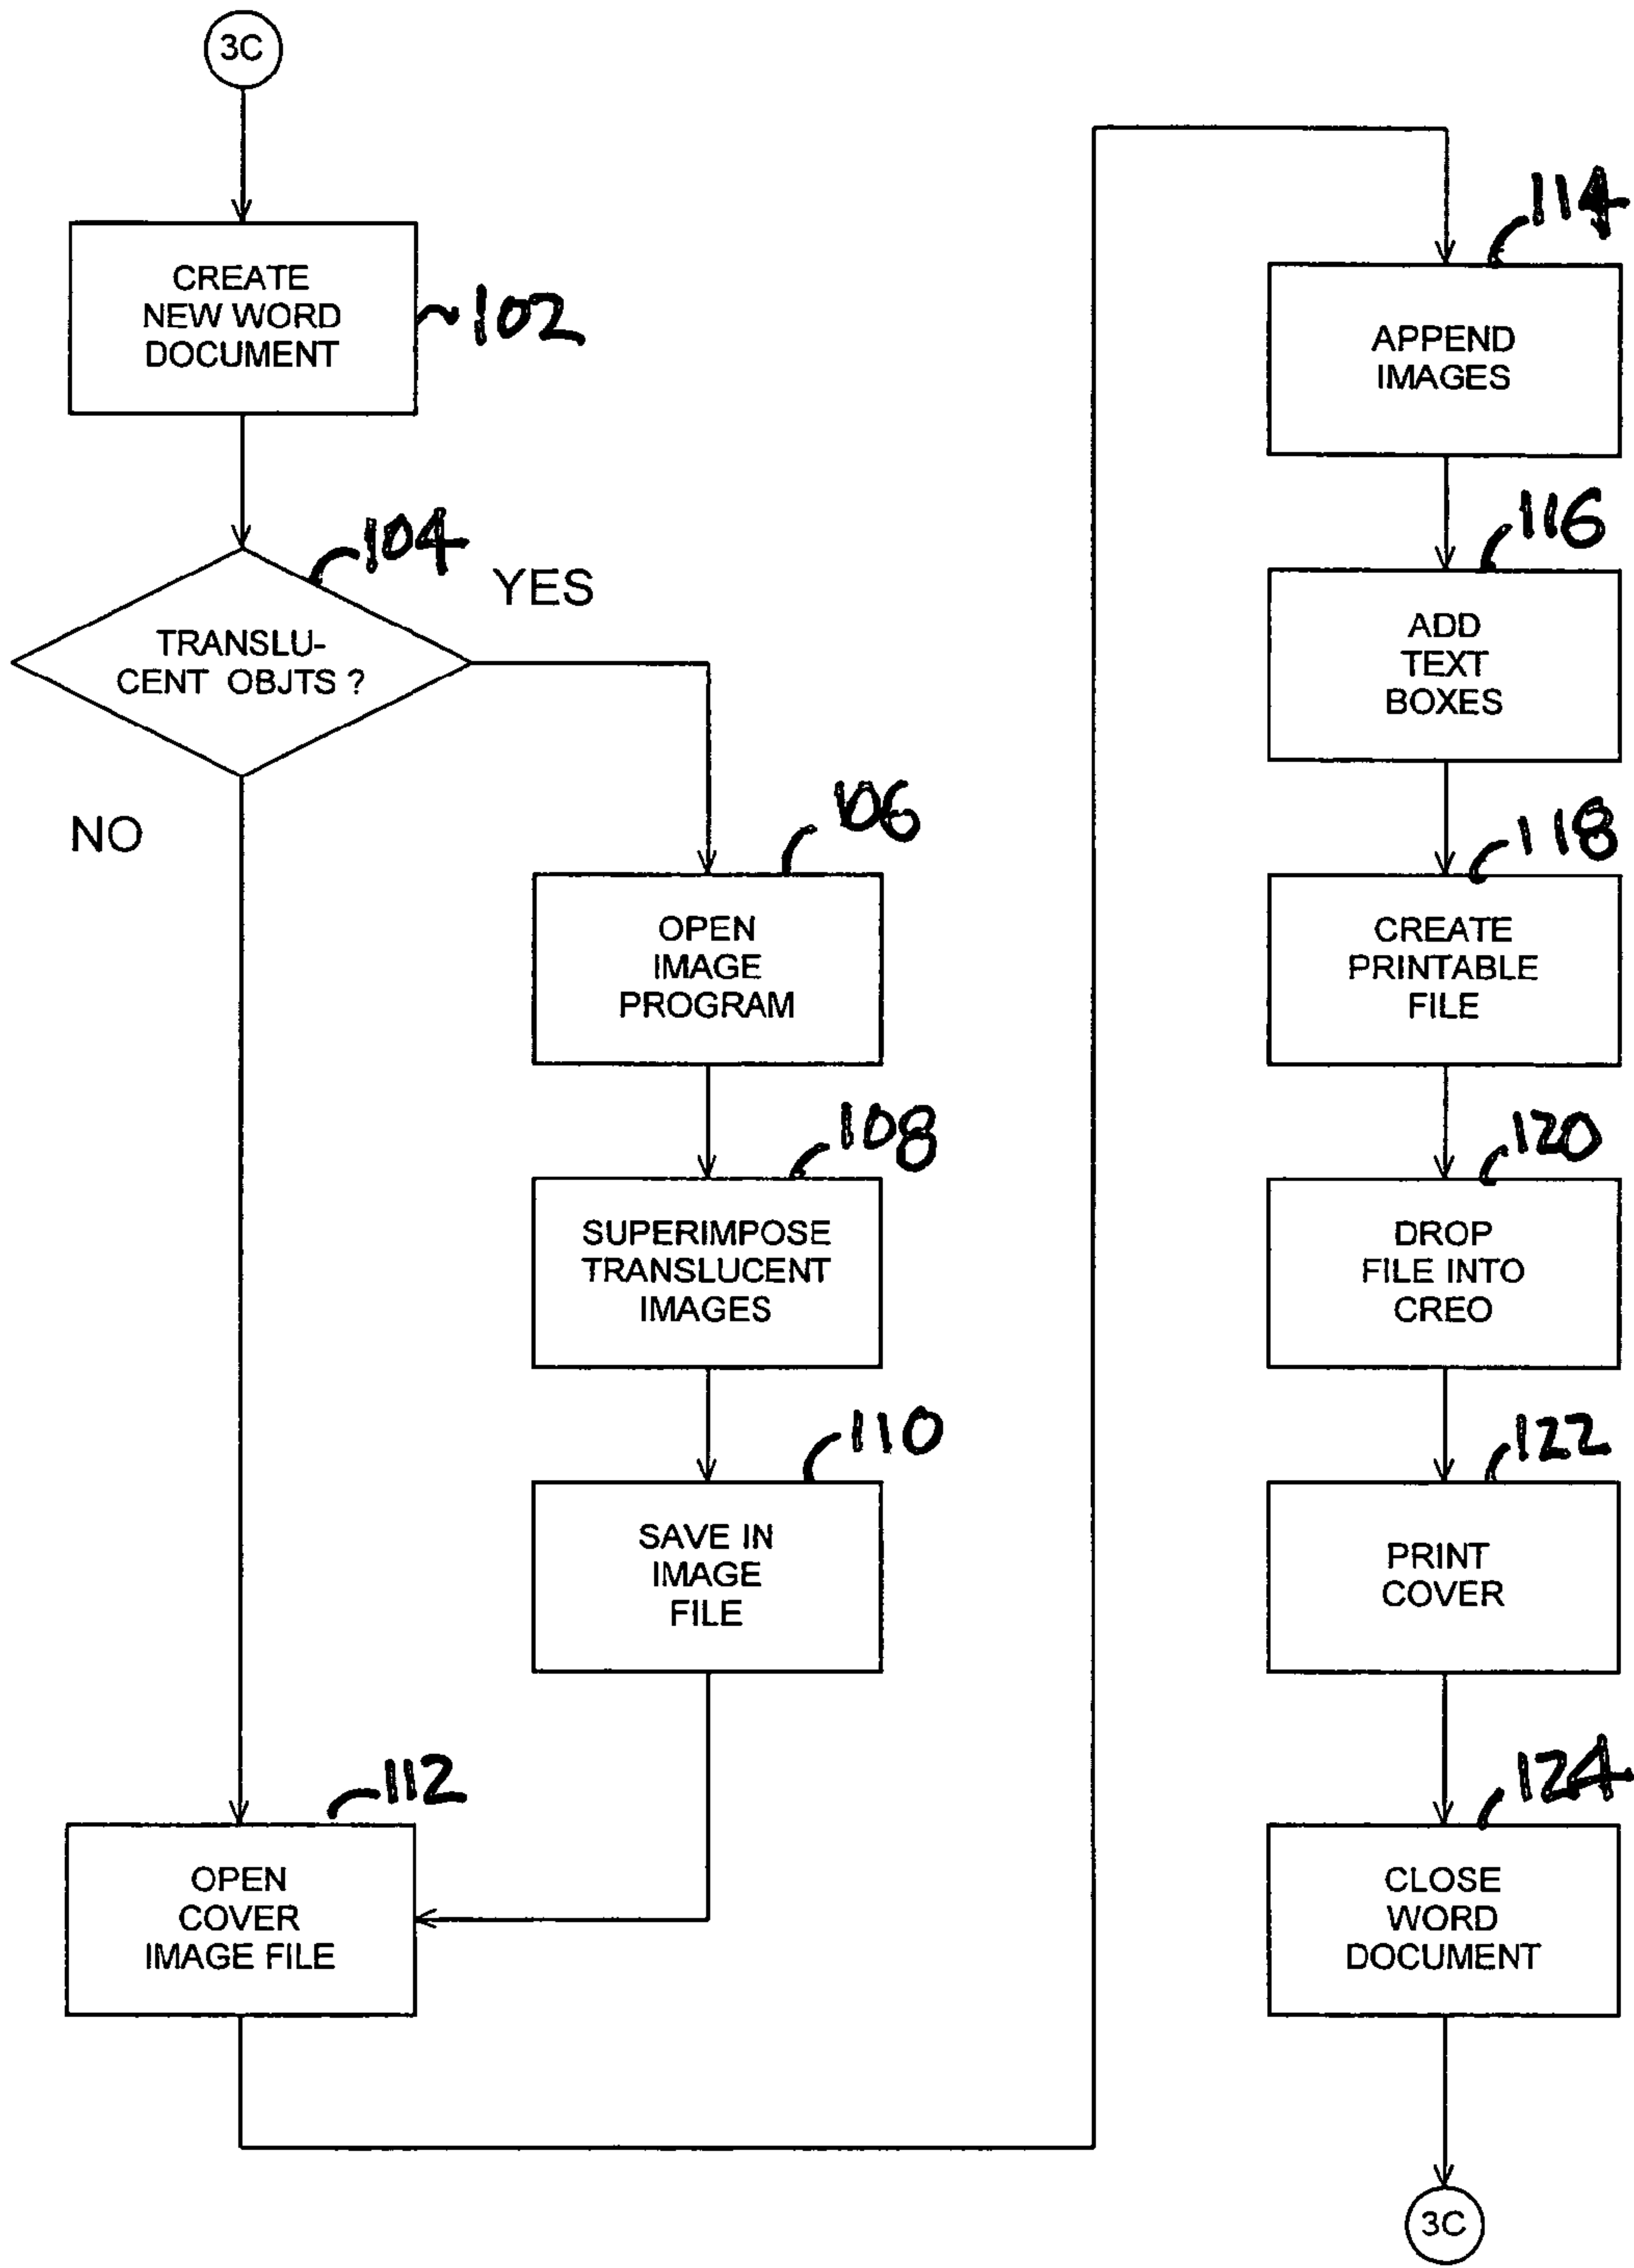 3C
CREATE
NEW WORD
DOCUMENT
102
104
TRANSLU-
CENT OBJTS ?
YES
NO
106
OPEN
IMAGE
PROGRAM
108
SUPERIMPOSE
TRANSLUCENT
IMAGES
110
SAVE IN
IMAGE
FILE
112
OPEN
COVER
IMAGE FILE
114
APPEND
IMAGES
116
ADD
TEXT
BOXES
118
CREATE
PRINTABLE
FILE
120
DROP
FILE INTO
CREO
122
PRINT
COVER
124
CLOSE
WORD
DOCUMENT
3C